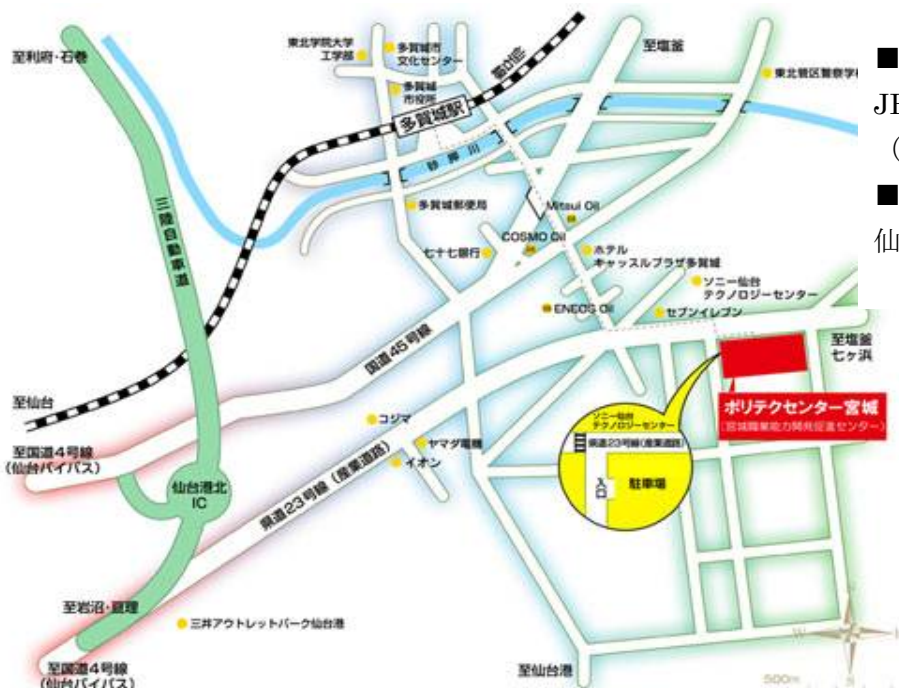 至利府・石巻
東北学院大学
工学部
多賀城市
文化センター
多賀城
市役所
至塩釜
東北管区警察学校
多賀城駅
仙石線
砂押川
■
■
仙
三陸自動車道
多賀城郵便局
Mitsui Oil
COSMO Oil
七十七銀行
ホテル
キャッスルプラザ多賀城
ソニー仙台
テクノロジーセンター
ENEOS Oil
セブンイレブン
国道45号線
至塩釜
七ヶ浜
至仙台
ポリテクセンター宮城
(宮城職業能力開発促進センター)
コジマ
ヤマダ電機
イオン
ソニー仙台
テクノロジーセンター
県道23号線(産業道路)
入口
駐車場
至国道4号線
(仙台バイパス)
仙台港北
IC
県道23号線(産業道路)
至岩沼・亘理
三井アウトレットパーク仙台港
至国道4号線
(仙台バイパス)
至仙台港
W
500m